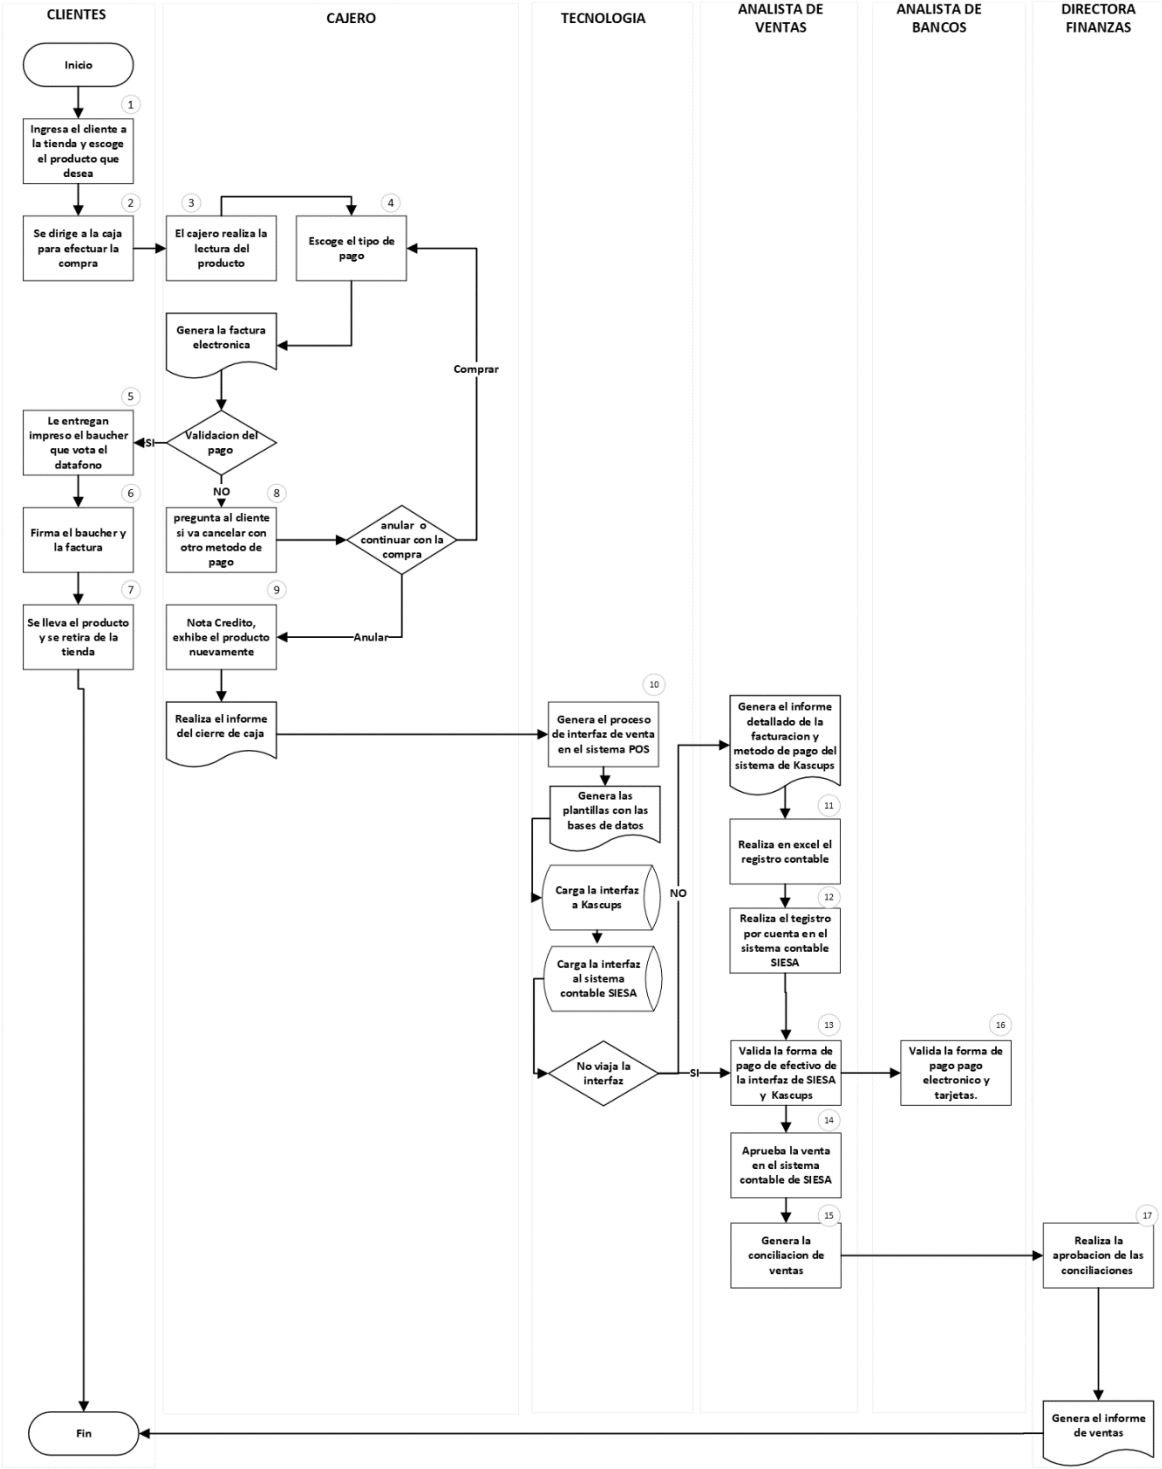 CLIENTES
CAJERO
TECNOLOGIA
ANALISTA DE
VENTAS
ANALISTA DE
BANCOS
DIRECTORA
FINANZAS
Inicio
1
Ingresa el cliente a
la tienda y escoge
el producto que
desea
2
Se dirige a la caja
para efectuar la
compra
3
El cajero realiza la
lectura del
producto
4
Escoge el tipo de
pago
Genera la factura
electronica
Comprar
Validacion del
pago
SI
NO
5
Le entregan
impreso el baucher
que vota el
datafono
6
Firma el baucher y
la factura
7
Se lleva el producto
y se retira de la
tienda
8
pregunta al cliente
si va cancelar con
otro metodo de
pago
anular o
continuar con la
compra
Anular
9
Nota Credito,
exhibe el producto
nuevamente
Realiza el informe
del cierre de caja
10
Genera el proceso
de interfaz de venta
en el sistema POS
Genera las
plantillas con las
bases de datos
Carga la interfaz
a Kascups
Carga la interfaz
al sistema
contable SIESA
No viaja la
interfaz
NO
SI
Genera el informe
detallado de la
facturacion y
metodo de pago del
sistema de Kascups
11
Realiza en excel el
registro contable
12
Realiza el tegistro
por cuenta en el
sistema contable
SIESA
13
Valida la forma de
pago de efectivo de
la interfaz de SIESA
y Kascups
14
Aprueba la venta
en el sistema
contable de SIESA
15
Genera la
conciliacion de
ventas
16
Valida la forma de
pago pago
electronico y
tarjetas.
17
Realiza la
aprobacion de las
conciliaciones
Genera el informe
de ventas
Fin